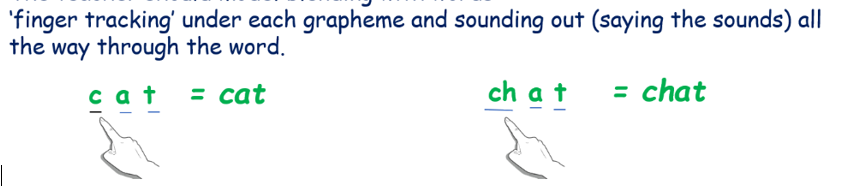 'finger tracking' under each grapheme and sounding out (saying the sounds) all
the way through the word.
c a t = cat ch a t = chat